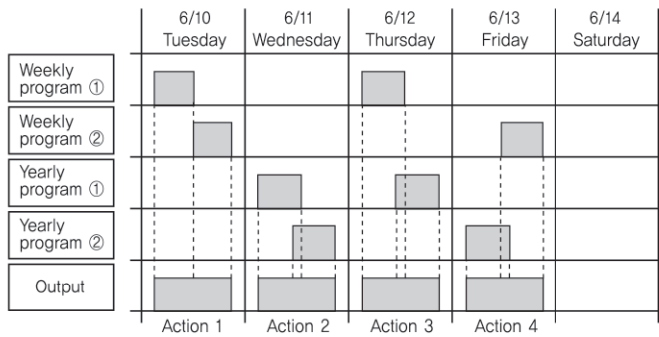 6/10 6/11 6/12 6/13 6/14
Tuesday Wednesday Thursday Friday Saturday
Weekly
program ①
Weekly
program ②
Yearly
program ①
Yearly
program ②
Output
Action 1 Action 2 Action 3 Action 4